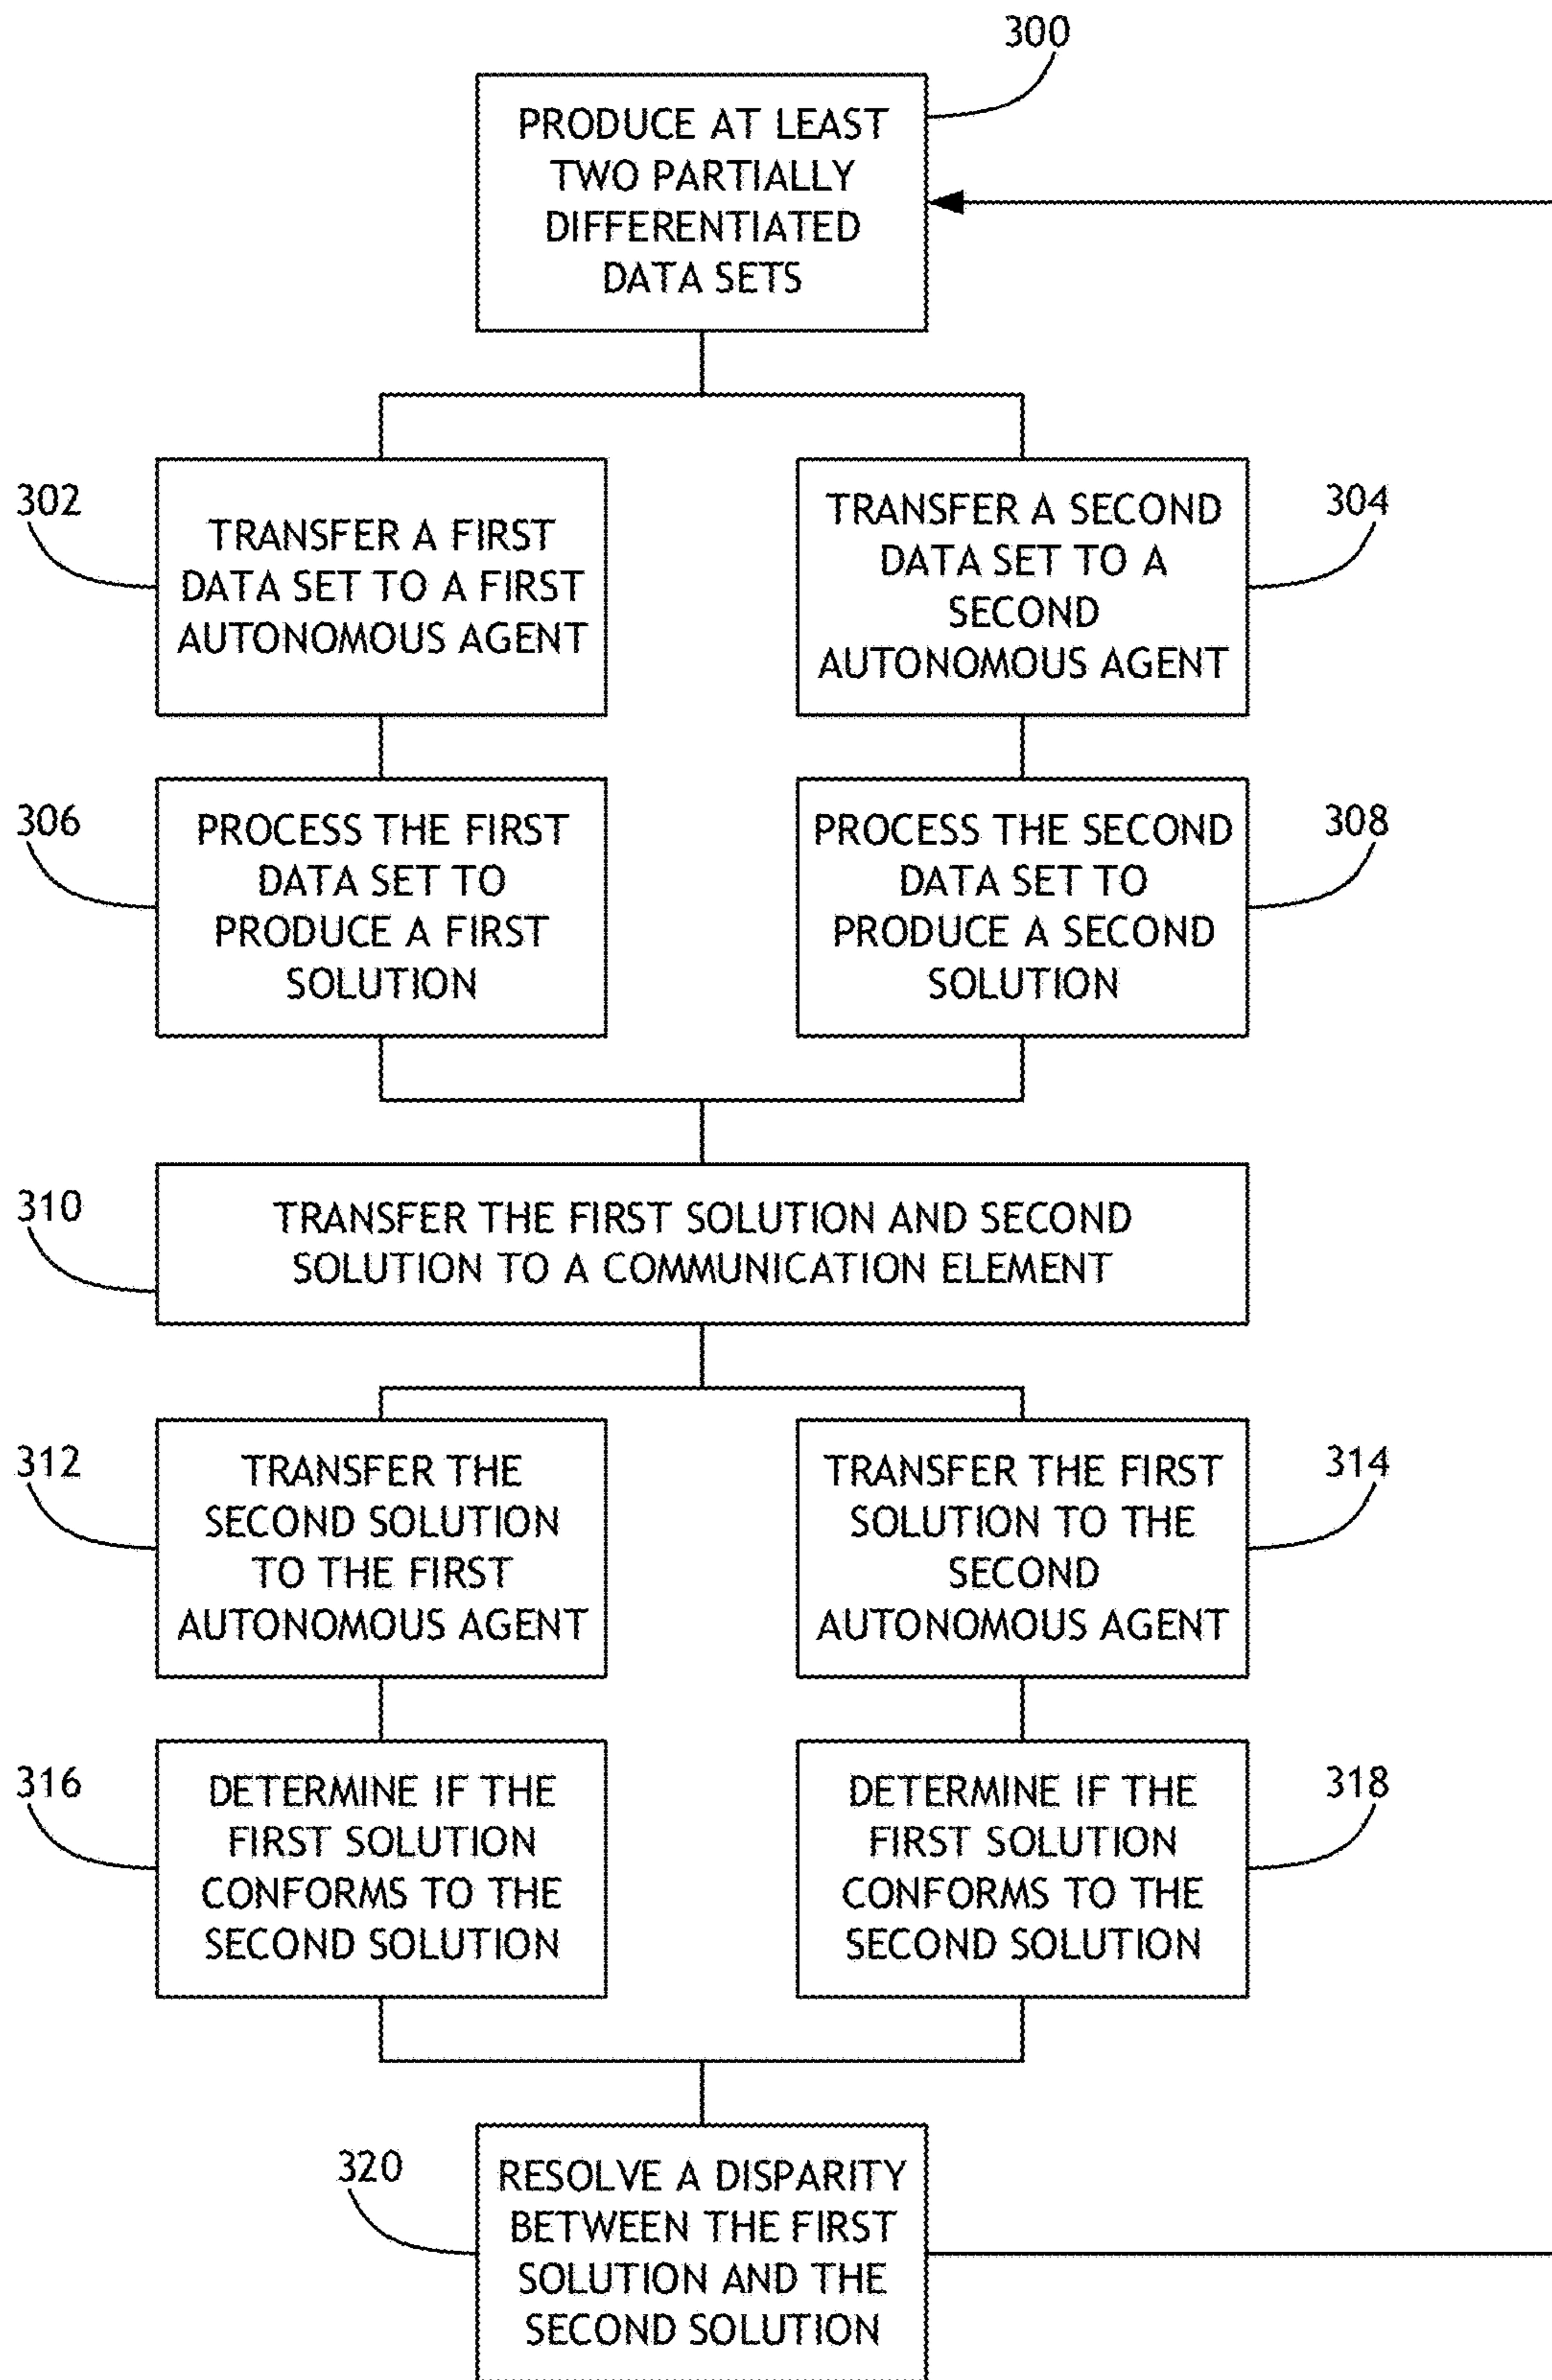 300
PRODUCE AT LEAST
TWO PARTIALLY
DIFFERENTIATED
DATA SETS
302
TRANSFER A FIRST
DATA SET TO A FIRST
AUTONOMOUS AGENT
TRANSFER A SECOND
DATA SET TO A
SECOND
AUTONOMOUS AGENT
304
306
PROCESS THE FIRST
DATA SET TO
PRODUCE A FIRST
SOLUTION
PROCESS THE SECOND
DATA SET TO
PRODUCE A SECOND
SOLUTION
308
310
TRANSFER THE FIRST SOLUTION AND SECOND
SOLUTION TO A COMMUNICATION ELEMENT
312
TRANSFER THE
SECOND SOLUTION
TO THE FIRST
AUTONOMOUS AGENT
TRANSFER THE FIRST
SOLUTION TO THE
SECOND
AUTONOMOUS AGENT
314
316
DETERMINE IF THE
FIRST SOLUTION
CONFORMS TO THE
SECOND SOLUTION
DETERMINE IF THE
FIRST SOLUTION
CONFORMS TO THE
SECOND SOLUTION
318
320
RESOLVE A DISPARITY
BETWEEN THE FIRST
SOLUTION AND THE
SECOND SOLUTION